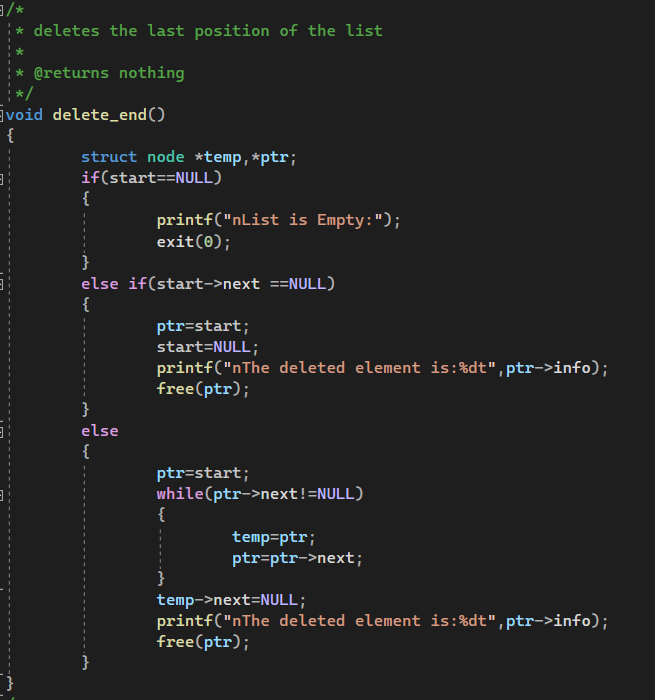 /*
 * deletes the last position of the list
 *
 * @returns nothing
 */
void delete_end()
{
        struct node *temp,*ptr;
        if(start==NULL)
        {
                printf("nList is Empty:");
                exit(0);
        }
        else if(start->next ==NULL)
        {
                ptr=start;
                start=NULL;
                printf("nThe deleted element is:%dt",ptr->info);
                free(ptr);
        }
        else
        {
                ptr=start;
                while(ptr->next!=NULL)
                {
                        temp=ptr;
                        ptr=ptr->next;
                }
                temp->next=NULL;
                printf("nThe deleted element is:%dt",ptr->info);
                free(ptr);
        }
}